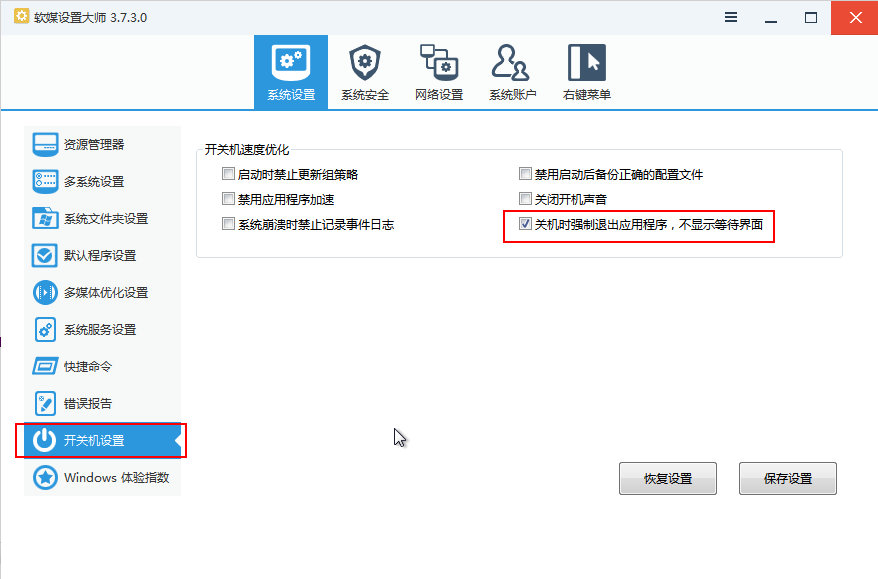 软媒设置大师 3.7.3.0
系统设置 系统安全 网络设置 系统账户 右键菜单
资源管理器
多系统设置
系统文件夹设置
默认程序设置
多媒体优化设置
系统服务设置
快捷命令
错误报告
开关机设置
Windows 体验指数
开关机速度优化
启动时禁止更新组策略 禁用启动后备份正确的配置文件
禁用应用程序加速 关闭开机声音
系统崩溃时禁止记录事件日志 关机时强制退出应用程序，不显示等待界面
恢复设置 保存设置